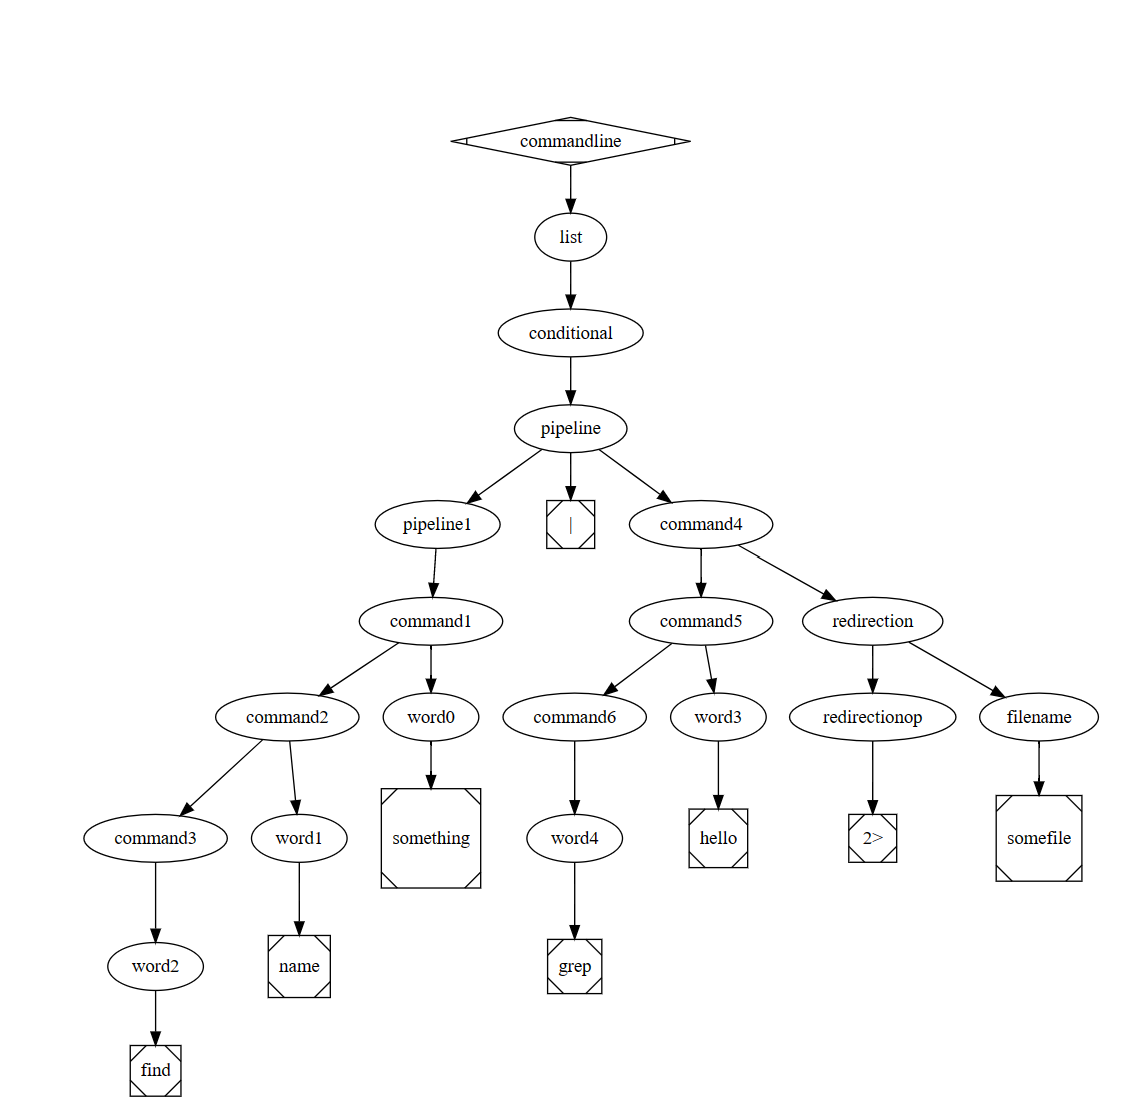 commandline
list
conditional
pipeline
pipeline1
|
command4
command1
command5
redirection
command2
word0
command6
word3
redirectionop
filename
command3
word1
something
word4
hello
2>
somefile
word2
name
grep
find